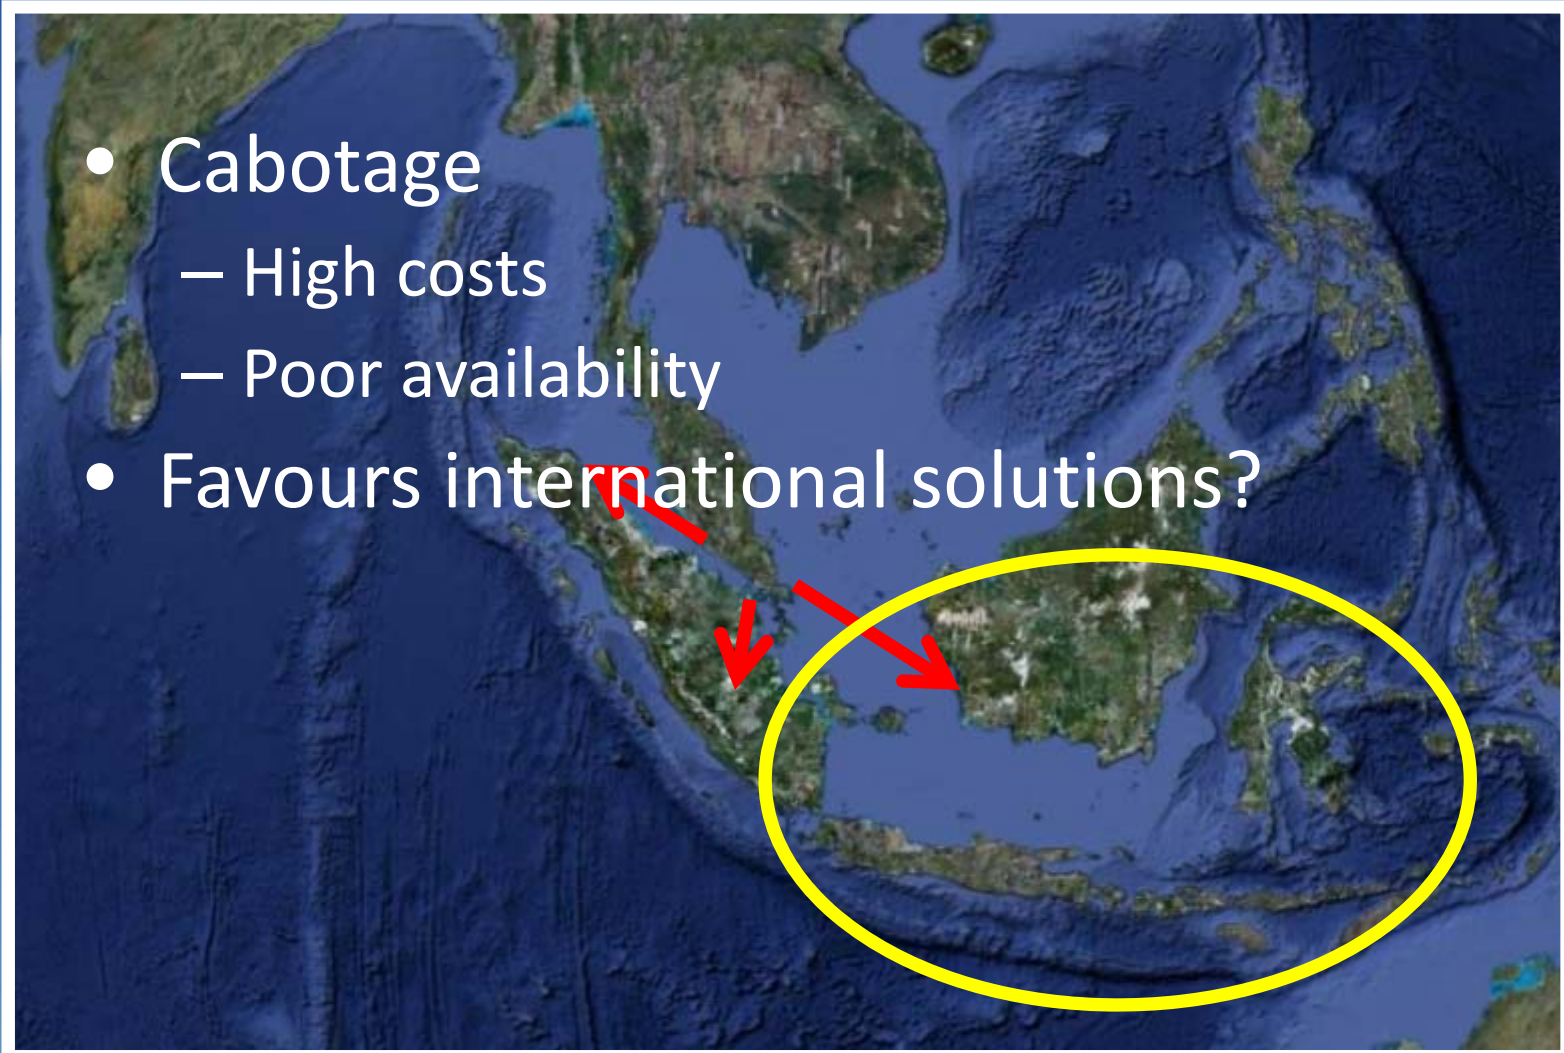 • Cabotage
– High costs
– Poor availability
• Favours international solutions?